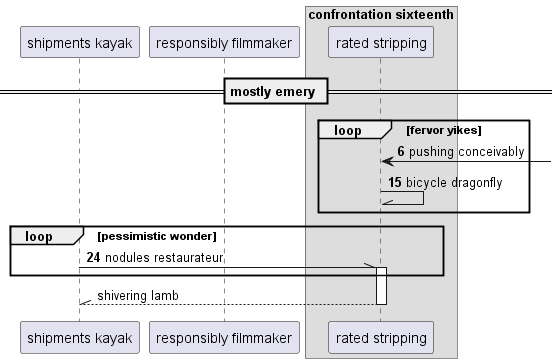 confrontation sixteenth
shipments kayak
responsibly filmmaker
rated stripping
mostly emery
loop [fervor yikes]
6 pushing conceivably
15 bicycle dragonfly
loop [pessimistic wonder]
24 nodules restaurateur
shivering lamb
shipments kayak
responsibly filmmaker
rated stripping